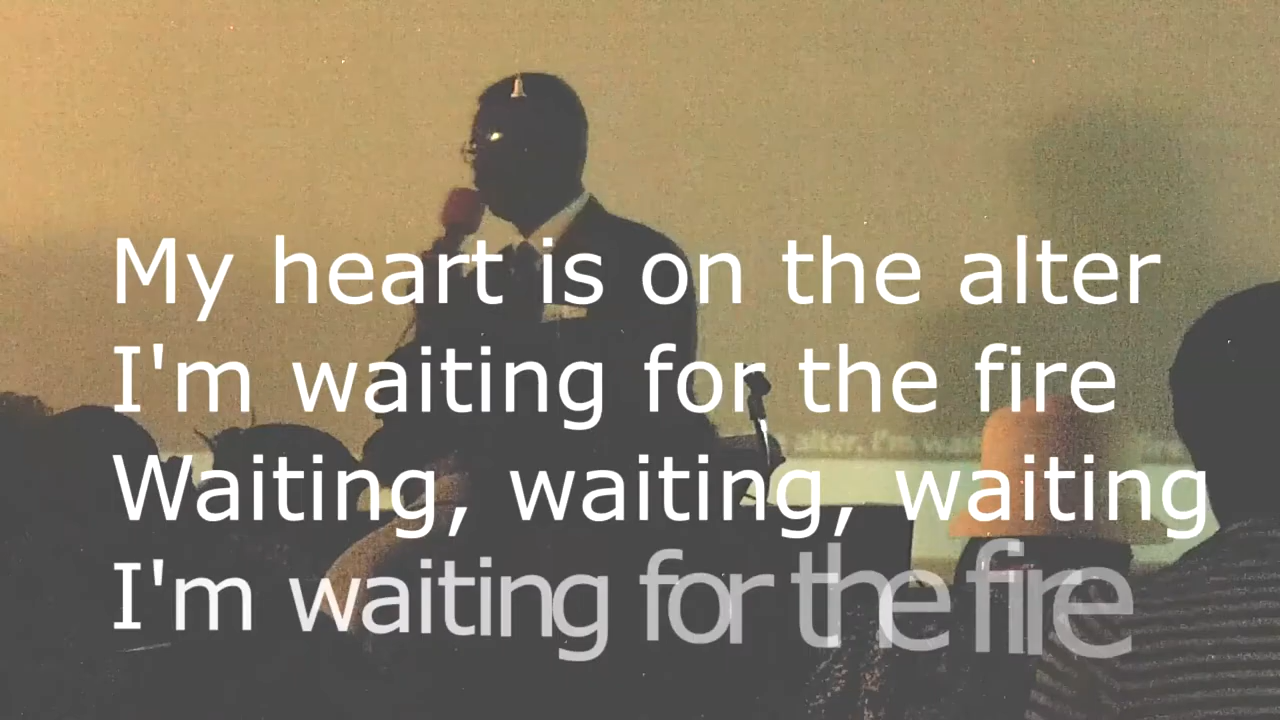 My heart is on the alter
I'm waiting for the fire
Waiting, waiting, waiting
I'm waiting for the fire